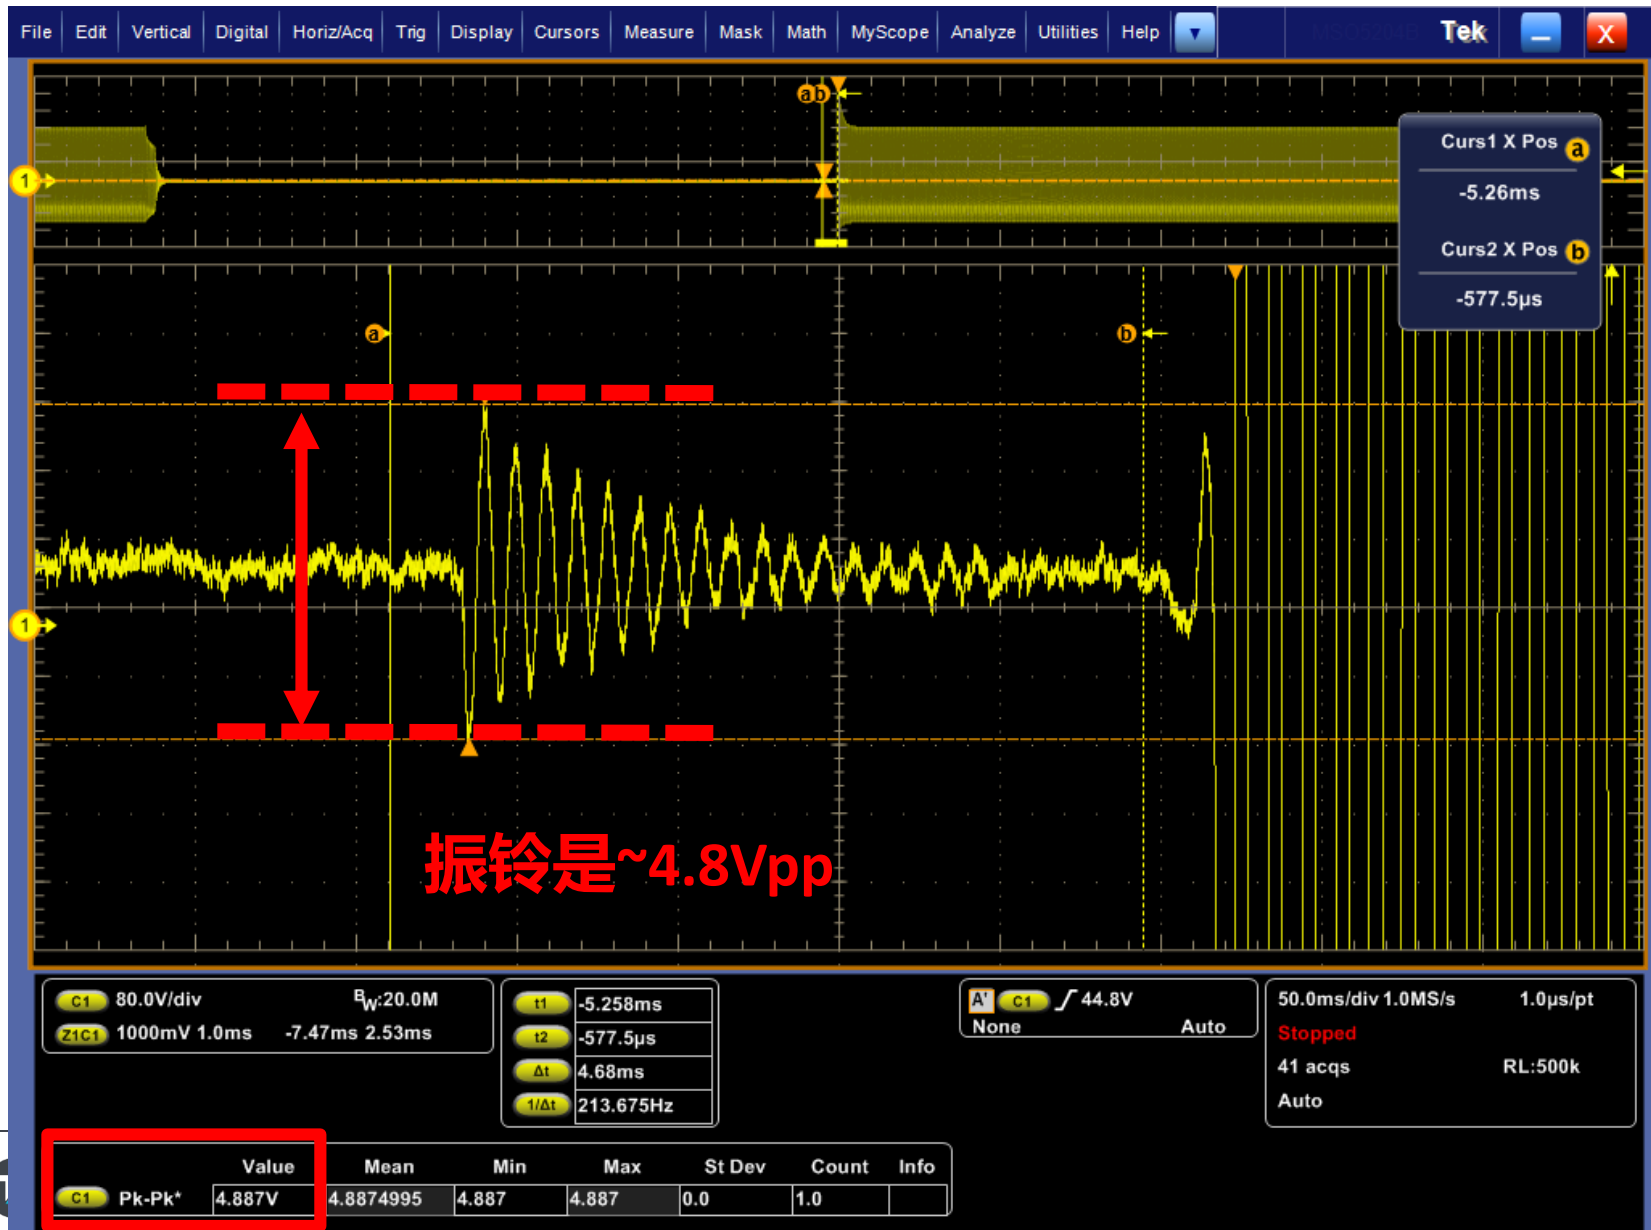 File Edit Vertical Digital Horiz/Acq Trig Display Cursors Measure Mask Math MyScope Analyze Utilities Help Tek X
a b
Curs1 X Pos a
-5.26ms
Curs2 X Pos b
-577.5µs
1
a b
1
振铃是~4.8Vpp
C1 80.0V/div BW:20.0M
Z1C1 1000mV 1.0ms -7.47ms 2.53ms
t1 -5.258ms
t2 -577.5µs
Δt 4.68ms
1/Δt 213.675Hz
A' C1 44.8V
None Auto
50.0ms/div 1.0MS/s 1.0µs/pt
Stopped
41 acqs RL:500k
Auto
Value Mean Min Max St Dev Count Info
C1 Pk-Pk* 4.887V 4.8874995 4.887 4.887 0.0 1.0